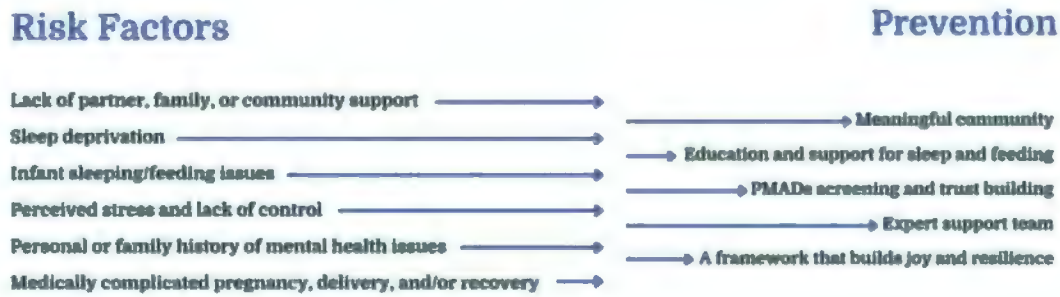 Risk Factors
Prevention
Lack of partner, family, or community support
Sleep deprivation
Infant sleeping/feeding issues
Perceived stress and lack of control
Personal or family history of mental health issues
Medically complicated pregnancy, delivery, and/or recovery
Meaningful community
Education and support for sleep and feeding
PMADs screening and trust building
Expert support team
A framework that builds joy and resilience